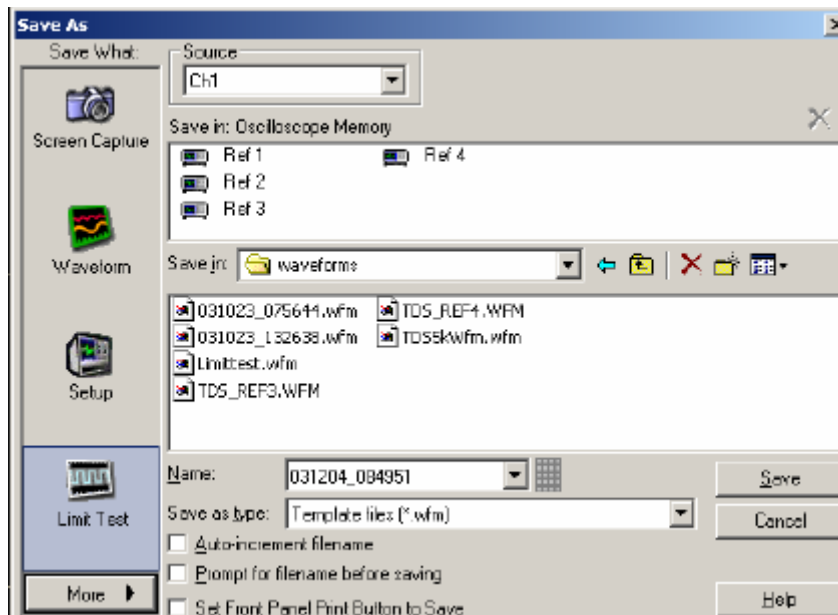 Save As
Save What:
Source
Ch1
Screen Capture
Save in: Oscilloscope Memory
Ref 1
Ref 4
Ref 2
Ref 3
Waveform
Save in:
waveforms
031023_075644.wfm
TDS_REF4.WFM
031023_132638.wfm
TDS5kWfm.wfm
Limittest.wfm
TDS_REF3.WFM
Setup
Name:
031204_084951
Save
Save as type:
Template files (*.wfm)
Cancel
Limit Test
Auto-increment filename
Prompt for filename before saving
More
Help
Set Front Panel Print Button to Save